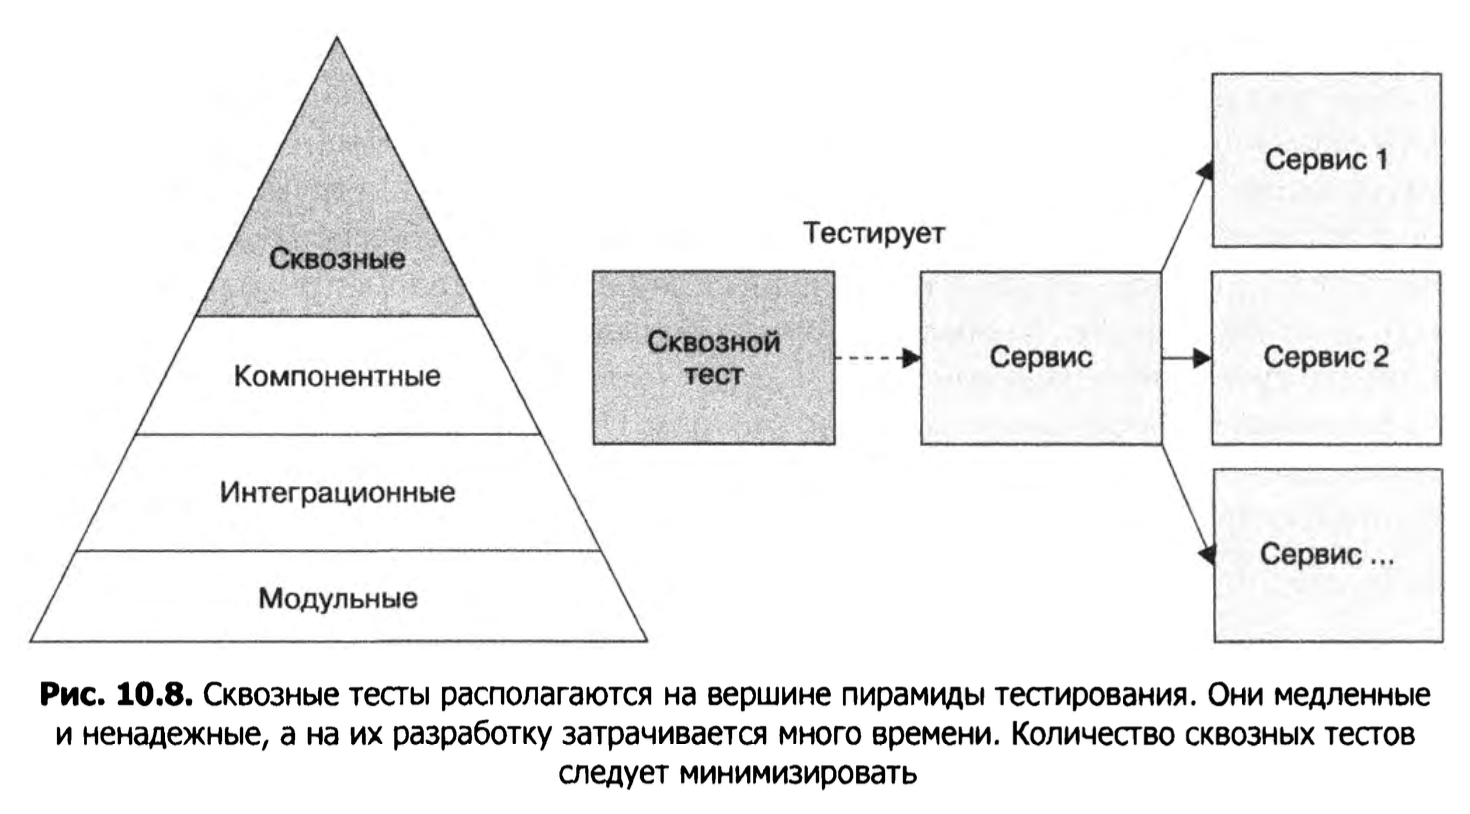 Сквозные
Компонентные
Интеграционные
Модульные
Тестирует
Сквозной
тест
Сервис
Сервис 1
Сервис 2
Сервис ...
Рис. 10.8. Сквозные тесты располагаются на вершине пирамиды тестирования. Они медленные
и ненадежные, а на их разработку затрачивается много времени. Количество сквозных тестов
следует минимизировать